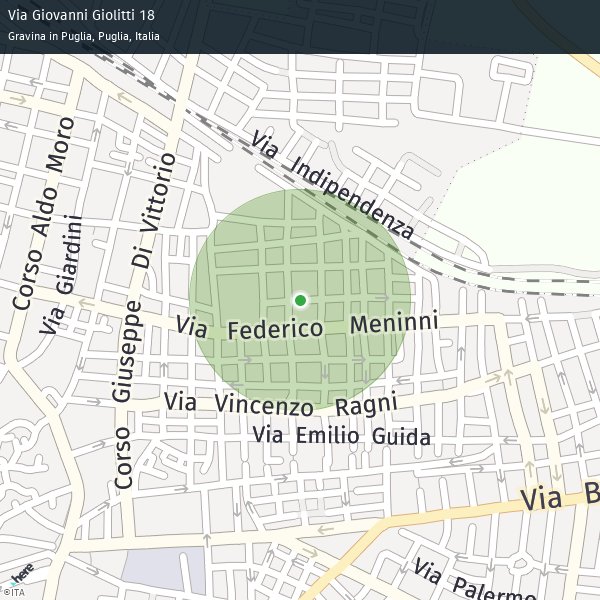 Via Giovanni Giolitti 18
Gravina in Puglia, Puglia, Italia
Via Indipendenza
Corso Aldo Moro
Via Giardini
Corso Giuseppe Di Vittorio
Via Federico Meninni
Via Vincenzo Ragni
Via Emilio Guida
Via B
Via Palermo
here
©ITA